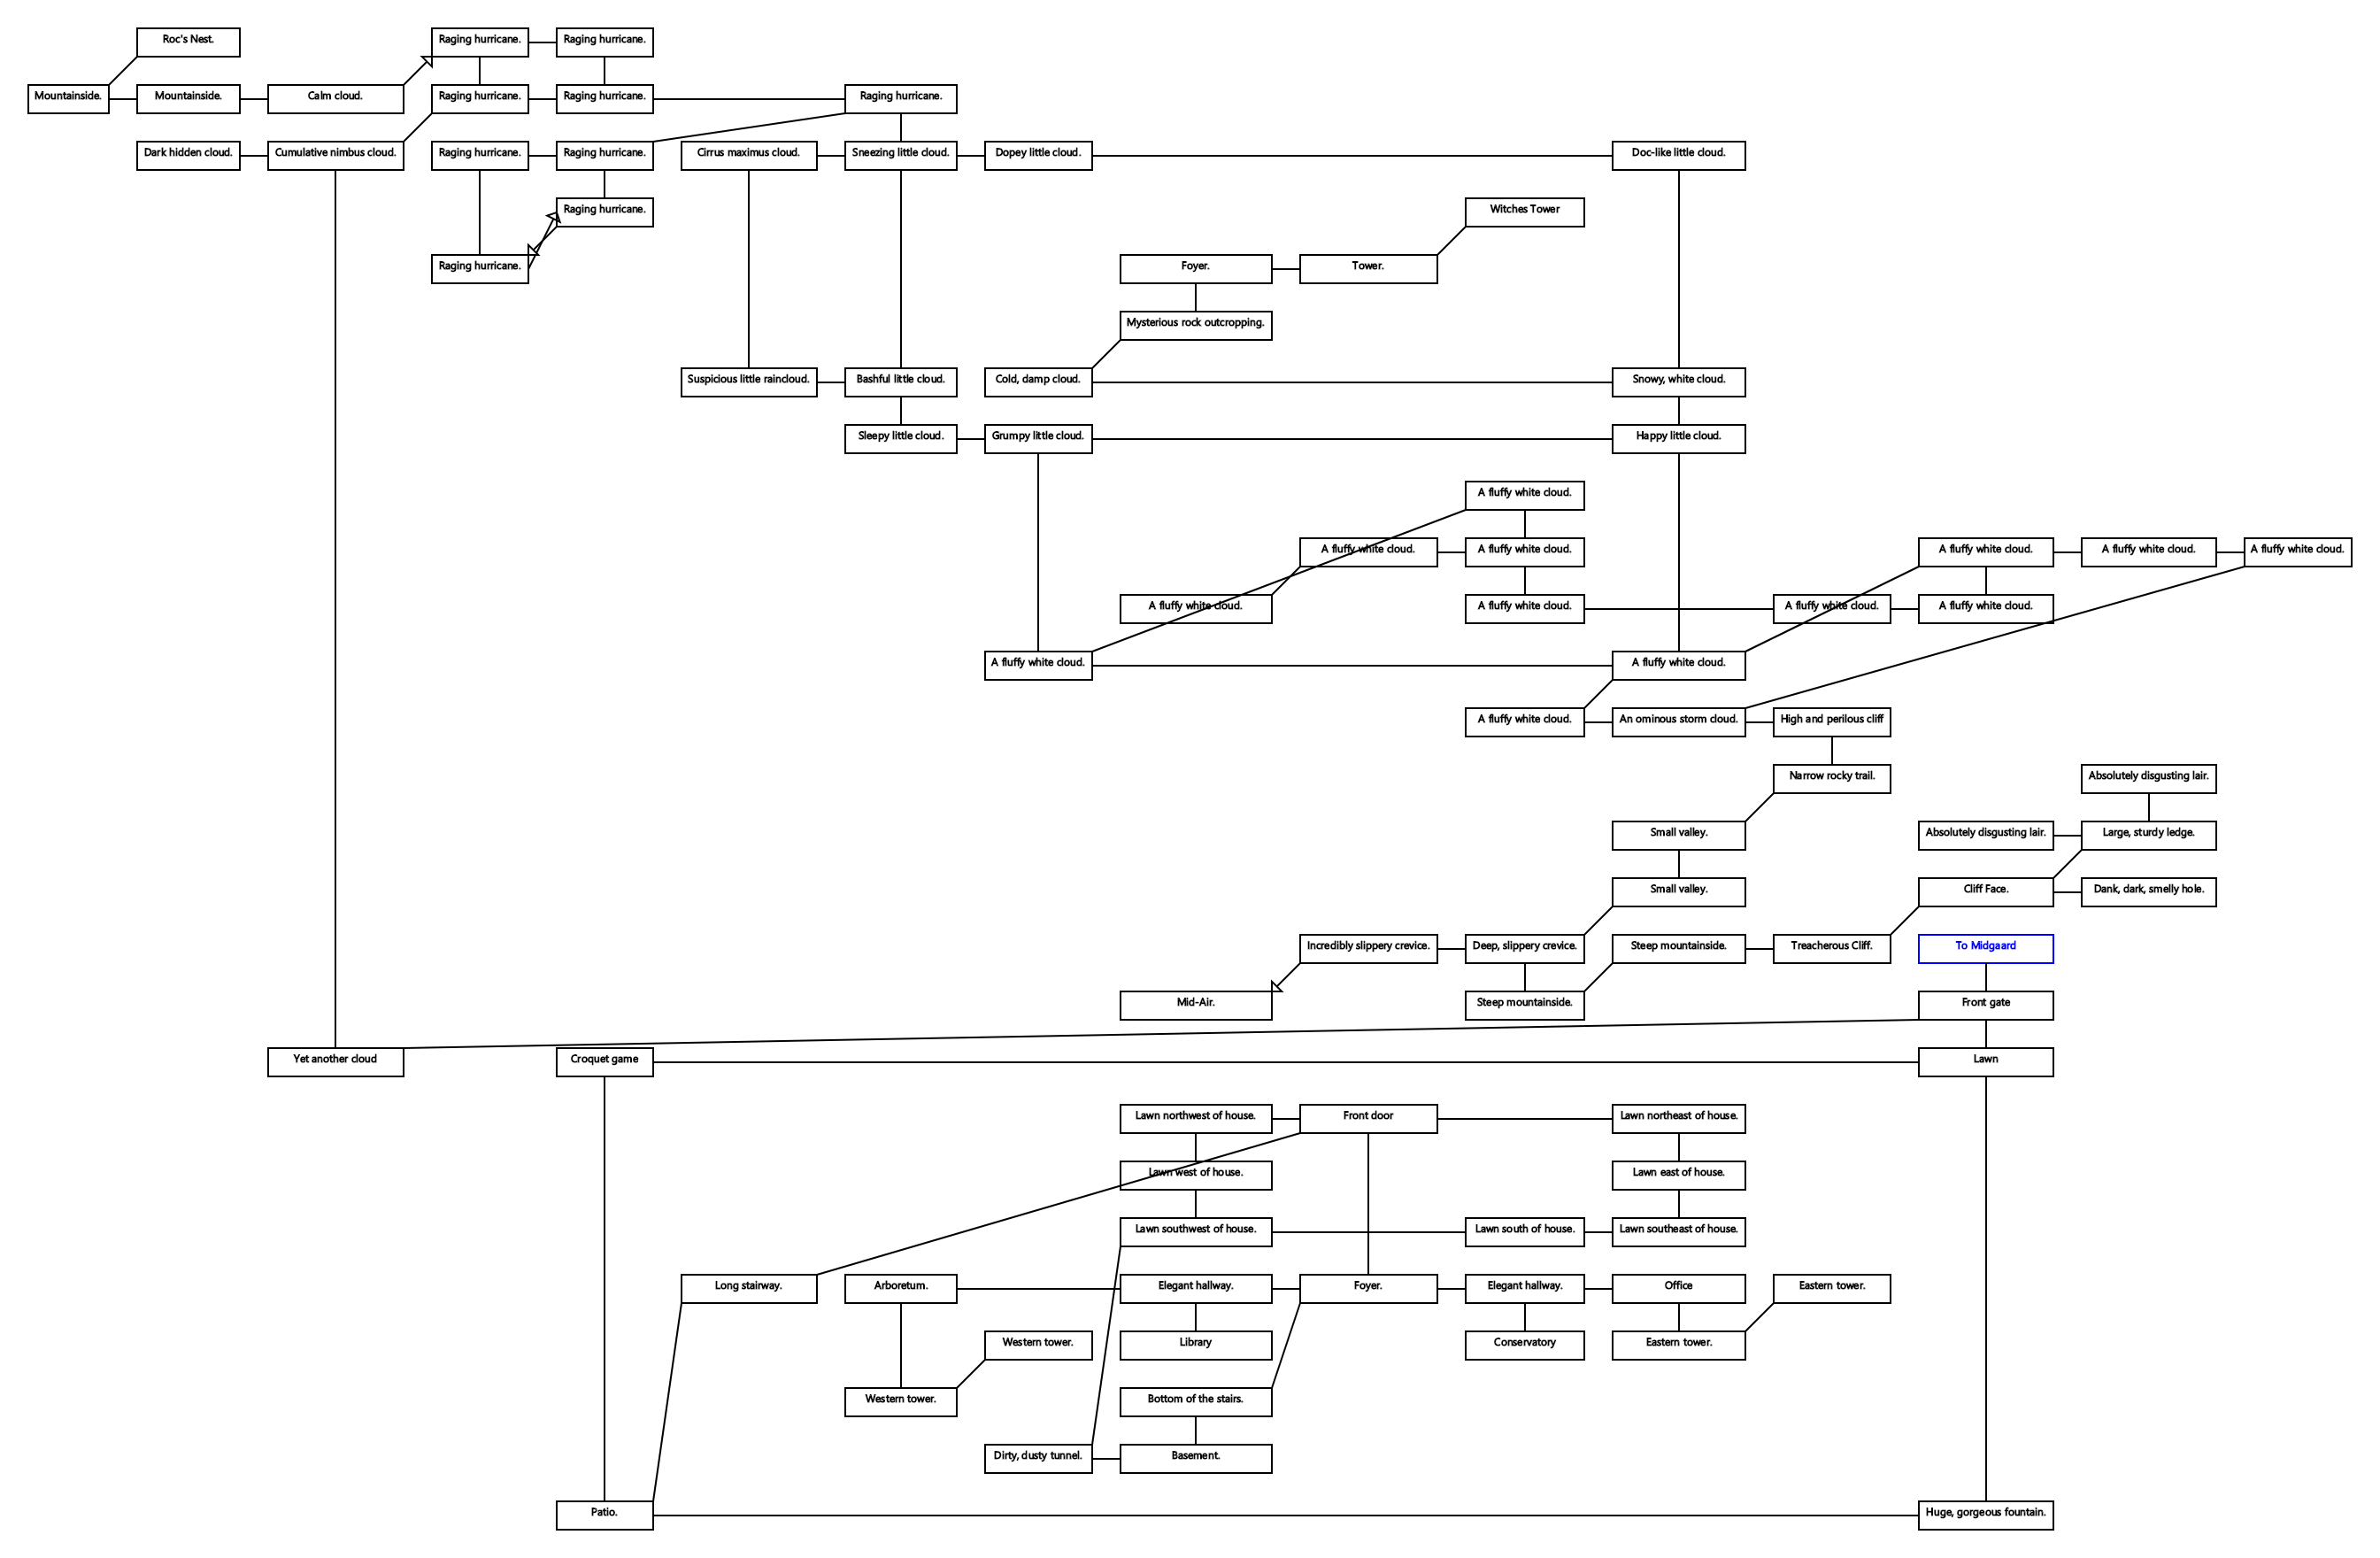 Roc's Nest.
Raging hurricane.
Raging hurricane.
Mountainside.
Mountainside.
Calm cloud.
Raging hurricane.
Raging hurricane.
Raging hurricane.
Dark hidden cloud.
Cumulative nimbus cloud.
Raging hurricane.
Raging hurricane.
Cirrus maximus cloud.
Sneezing little cloud.
Dopey little cloud.
Doc-like little cloud.
Raging hurricane.
Witches Tower
Raging hurricane.
Foyer.
Tower.
Mysterious rock outcropping.
Suspicious little raincloud.
Bashful little cloud.
Cold, damp cloud.
Snowy, white cloud.
Sleepy little cloud.
Grumpy little cloud.
Happy little cloud.
A fluffy white cloud.
A fluffy white cloud.
A fluffy white cloud.
A fluffy white cloud.
A fluffy white cloud.
A fluffy white cloud.
A fluffy white cloud.
A fluffy white cloud.
A fluffy white cloud.
A fluffy white cloud.
A fluffy white cloud.
A fluffy white cloud.
A fluffy white cloud.
An ominous storm cloud.
High and perilous cliff
Narrow rocky trail.
Absolutely disgusting lair.
Small valley.
Absolutely disgusting lair.
Large, sturdy ledge.
Small valley.
Cliff Face.
Dank, dark, smelly hole.
Incredibly slippery crevice.
Deep, slippery crevice.
Steep mountainside.
Treacherous Cliff.
To Midgaard
Mid-Air.
Steep mountainside.
Front gate
Yet another cloud
Croquet game
Lawn
Lawn northwest of house.
Front door
Lawn northeast of house.
Lawn west of house.
Lawn east of house.
Lawn southwest of house.
Lawn south of house.
Lawn southeast of house.
Long stairway.
Arboretum.
Elegant hallway.
Foyer.
Elegant hallway.
Office
Eastern tower.
Western tower.
Library
Conservatory
Eastern tower.
Western tower.
Bottom of the stairs.
Dirty, dusty tunnel.
Basement.
Patio.
Huge, gorgeous fountain.